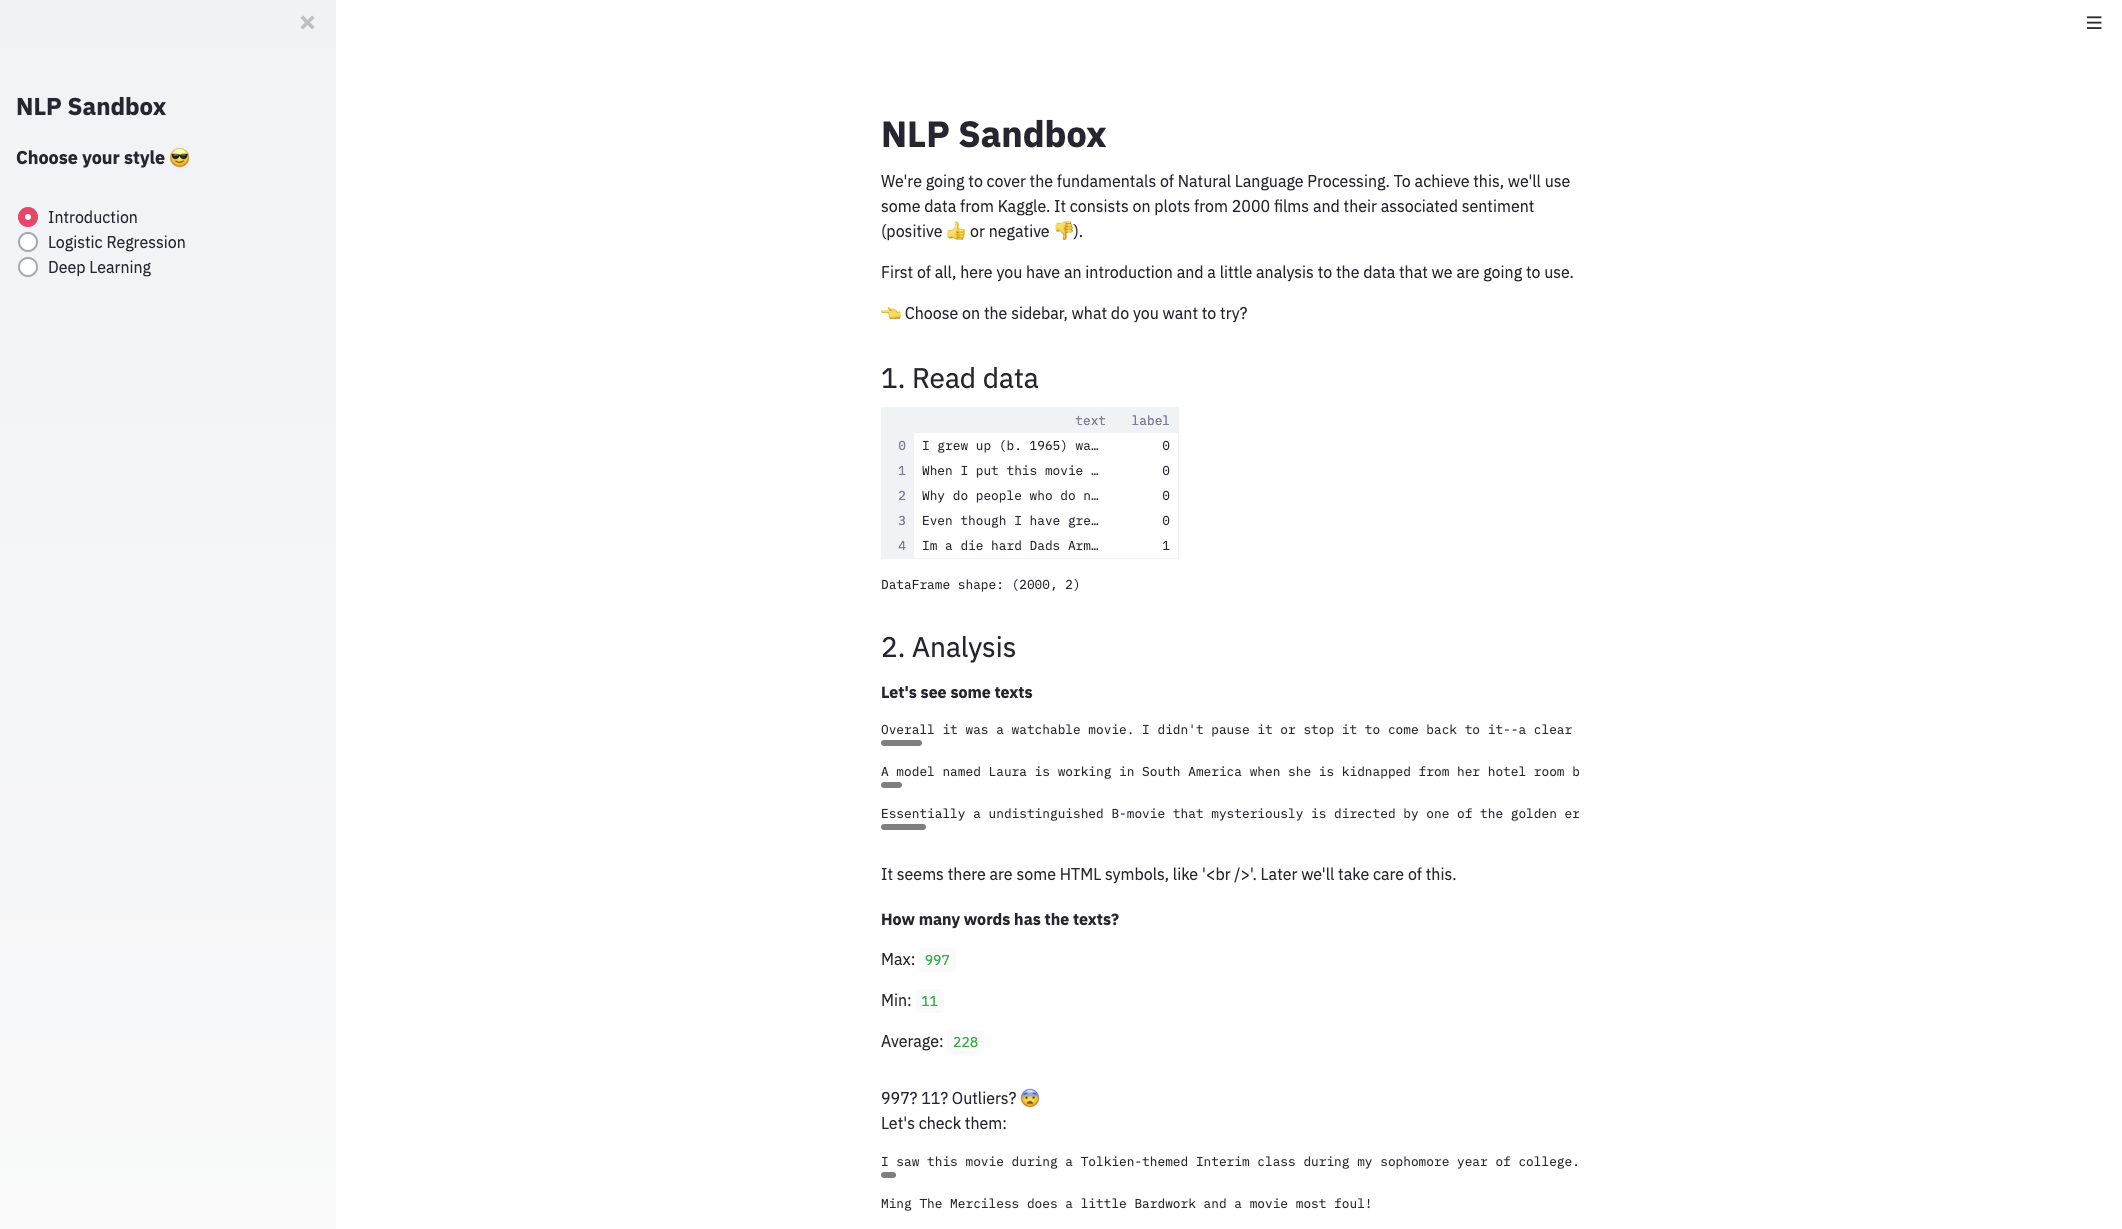 NLP Sandbox
Choose your style 😎
Introduction
Logistic Regression
Deep Learning
NLP Sandbox
We're going to cover the fundamentals of Natural Language Processing. To achieve this, we'll use
some data from Kaggle. It consists on plots from 2000 films and their associated sentiment
(positive 👍 or negative 👎).
First of all, here you have an introduction and a little analysis to the data that we are going to use.
👈 Choose on the sidebar, what do you want to try?
1. Read data
text label
0 I grew up (b. 1965) wa… 0
1 When I put this movie … 0
2 Why do people who do n… 0
3 Even though I have gre… 0
4 Im a die hard Dads Arm… 1
DataFrame shape: (2000, 2)
2. Analysis
Let's see some texts
Overall it was a watchable movie. I didn't pause it or stop it to come back to it--a clear
A model named Laura is working in South America when she is kidnapped from her hotel room b
Essentially a undistinguished B-movie that mysteriously is directed by one of the golden er
It seems there are some HTML symbols, like '<br />'. Later we'll take care of this.
How many words has the texts?
Max: 997
Min: 11
Average: 228
997? 11? Outliers? 😨
Let's check them:
I saw this movie during a Tolkien-themed Interim class during my sophomore year of college.
Ming The Merciless does a little Bardwork and a movie most foul!